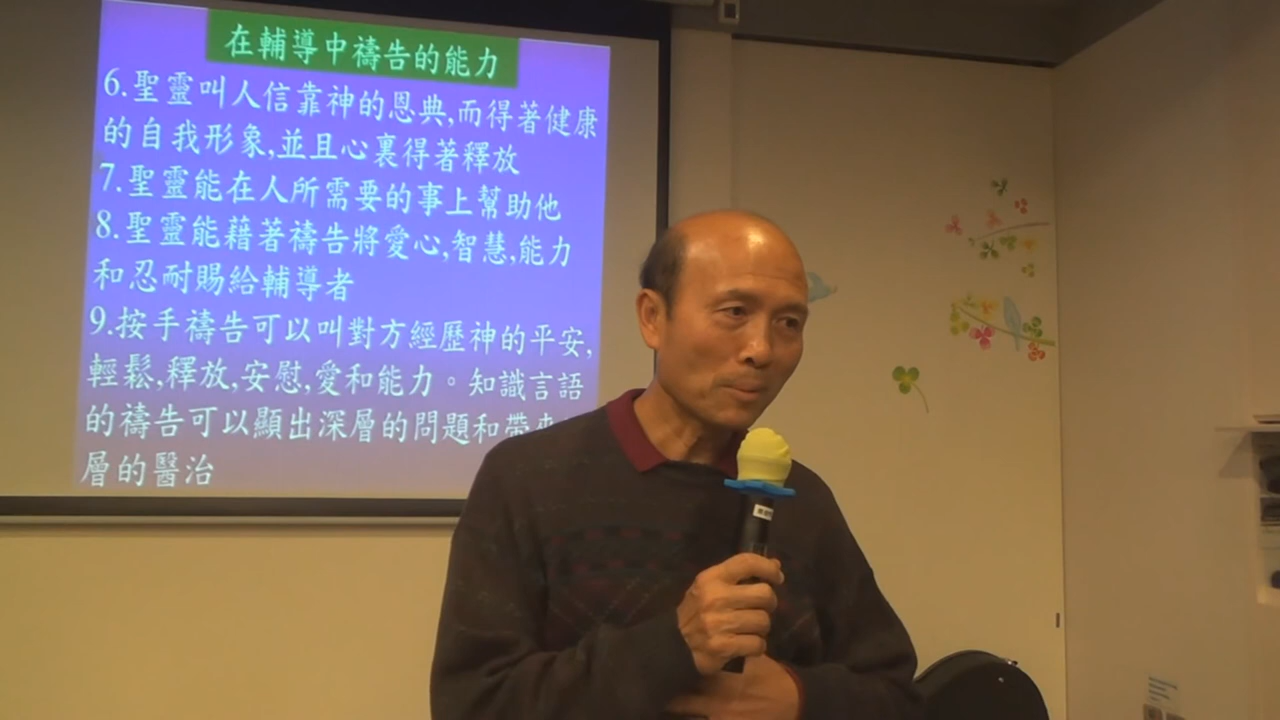 在輔導中禱告的能力
6.聖靈叫人信靠神的恩典,而得著健康
的自我形象,並且心裏得著釋放
7.聖靈能在人所需要的事上幫助他
8.聖靈能藉著禱告將愛心,智慧,能力
和忍耐賜給輔導者
9.按手禱告可以叫對方經歷神的平安,
輕鬆,釋放,安慰,愛和能力。知識言語
的禱告可以顯出深層的問題和帶來
層的醫治